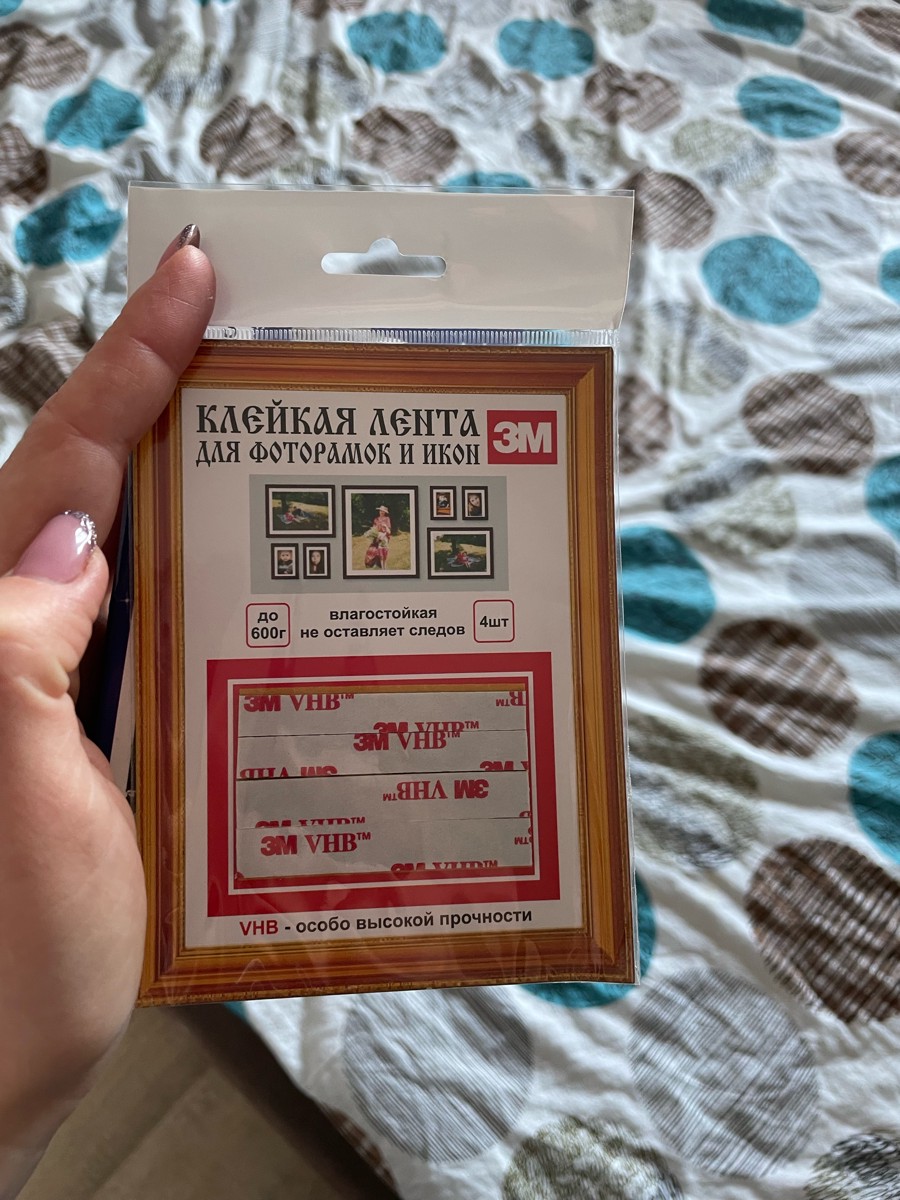 КЛЕЙКАЯ ЛЕНТА
ДЛЯ ФОТОРАМОК И ИКОН
3M
до
600г
влагостойкая
не оставляет следов
4шт
3M VHB™
3M VHB™
3M VHB™
3M VHB™
3M VHB™
3M VHB™
VHB - особо высокой прочности